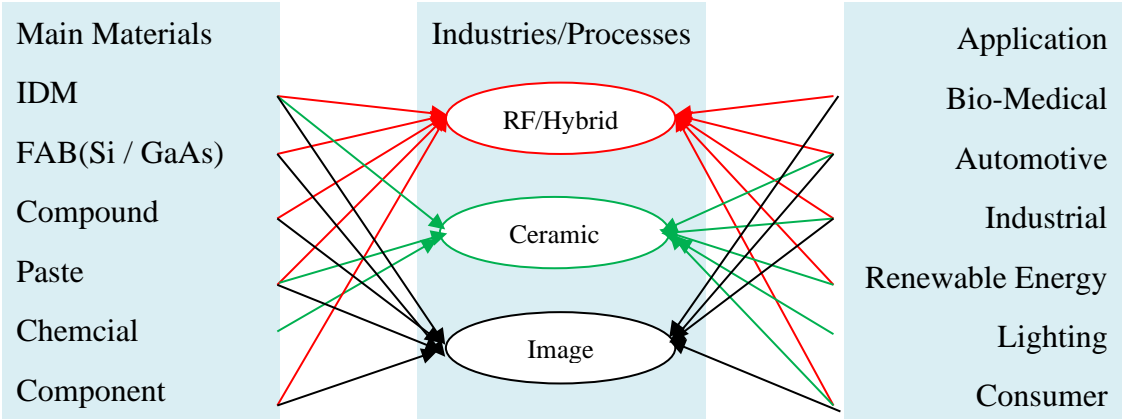 Main Materials
IDM
FAB(Si / GaAs)
Compound
Paste
Chemcial
Component
Industries/Processes
RF/Hybrid
Ceramic
Image
Application
Bio-Medical
Automotive
Industrial
Renewable Energy
Lighting
Consumer